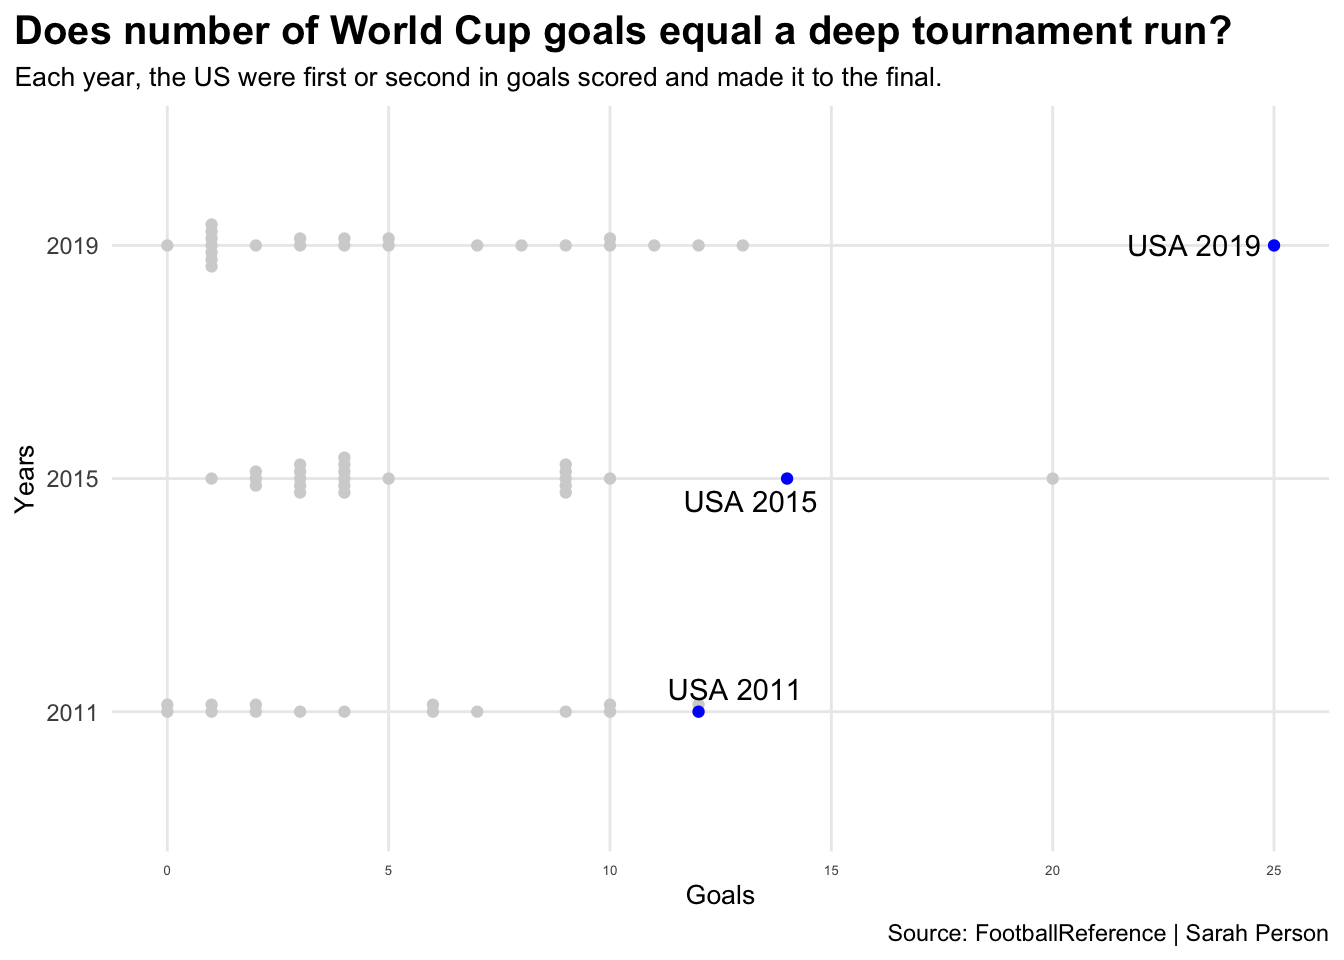 Does number of World Cup goals equal a deep tournament run?
Each year, the US were first or second in goals scored and made it to the final.
2019
USA 2019
Years
2015
USA 2015
USA 2011
2011
0 5 10 15 20 25
Goals
Source: FootballReference | Sarah Person